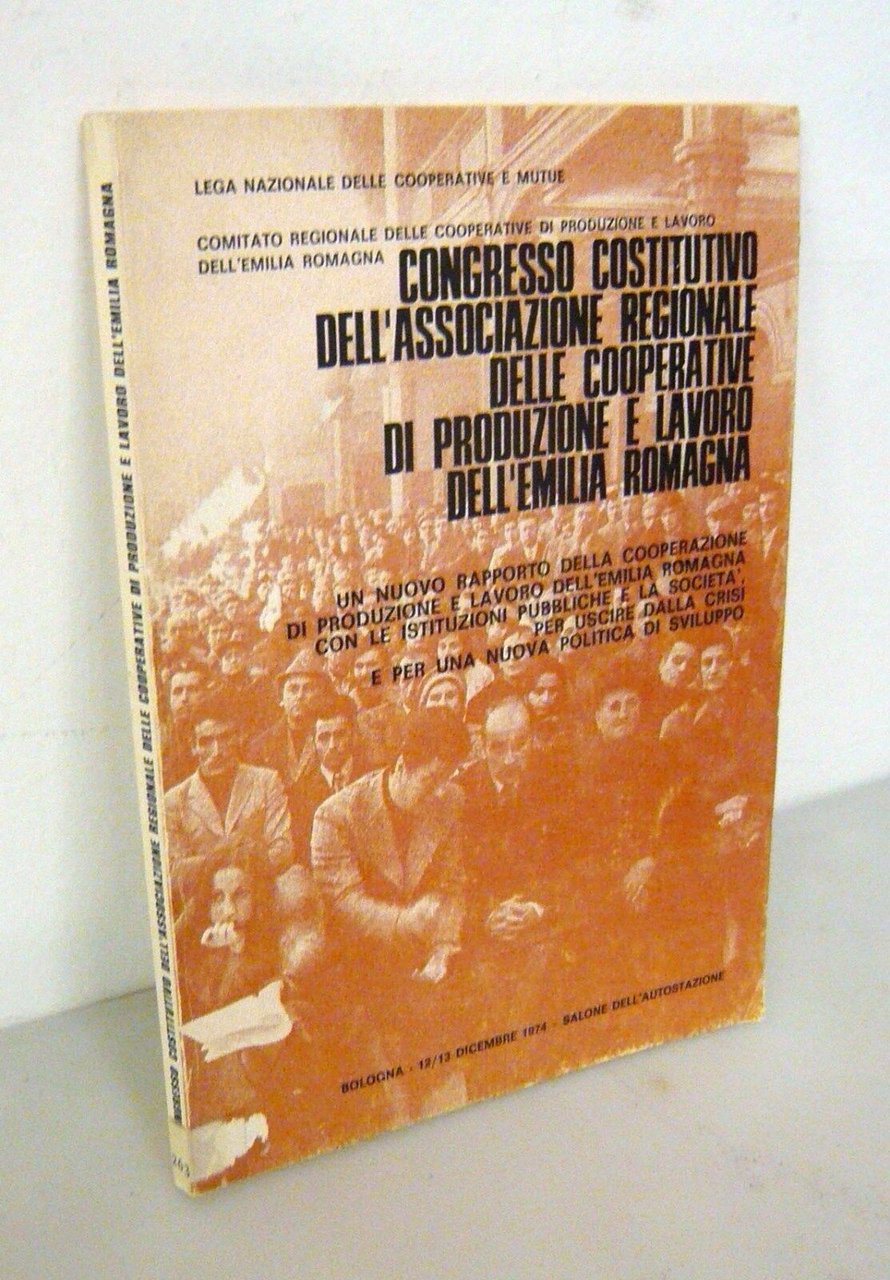 LEGA NAZIONALE DELLE COOPERATIVE E MUTUE
COMITATO REGIONALE DELLE COOPERATIVE DI PRODUZIONE E LAVORO
DELL'EMILIA ROMAGNA
CONGRESSO COSTITUTIVO
DELL'ASSOCIAZIONE REGIONALE
DELLE COOPERATIVE
DI PRODUZIONE E LAVORO
DELL'EMILIA ROMAGNA
UN NUOVO RAPPORTO DELLA COOPERAZIONE
DI PRODUZIONE E LAVORO DELL'EMILIA ROMAGNA
CON LE ISTITUZIONI PUBBLICHE E LA SOCIETA',
PER USCIRE DALLA CRISI
E PER UNA NUOVA POLITICA DI SVILUPPO
BOLOGNA - 12/13 DICEMBRE 1974 - SALONE DELL'AUTOSTAZIONE
NGRESSO COSTITUTIVO DELL'ASSOCIAZIONE REGIONALE DELLE COOPERATIVE DI PRODUZIONE E LAVORO DELL'EMILIA ROMAGNA
203